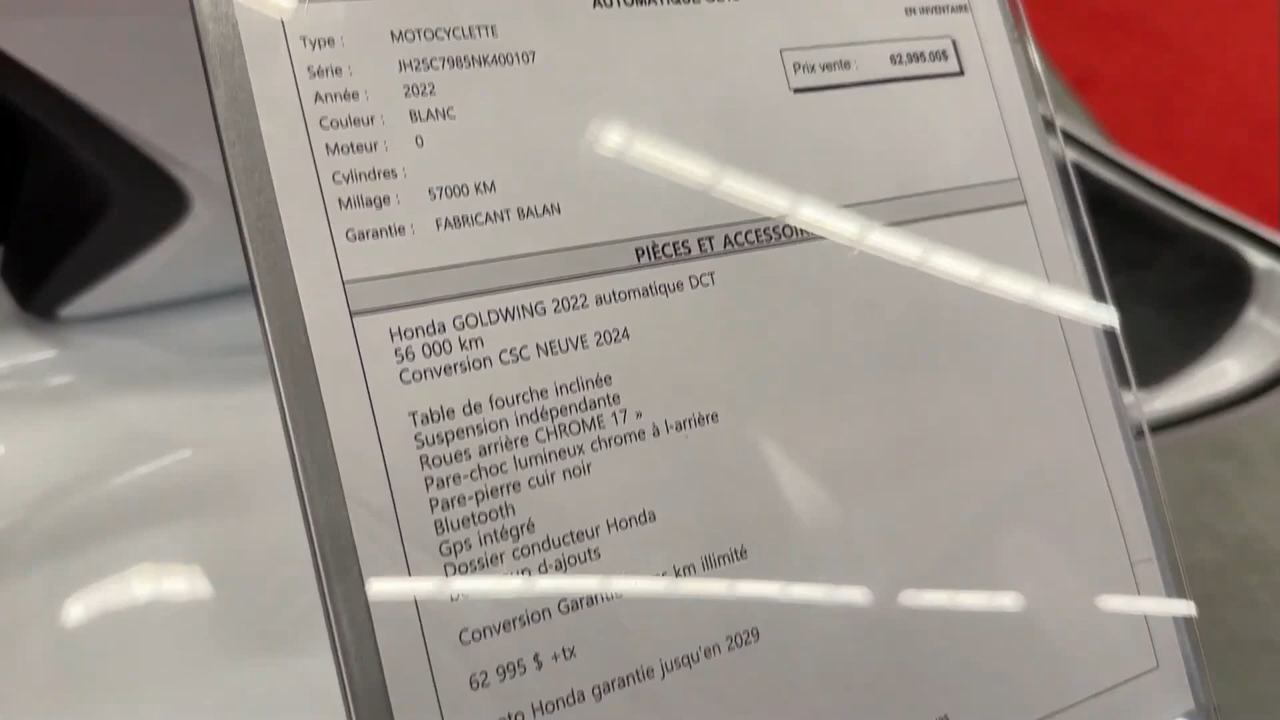 AUTOMATIQUE
EN INVENTAIRE
Type : MOTOCYCLETTE
Prix vente : 62,995.00$
Série : JH2SC7985NK400107
Année : 2022
Couleur : BLANC
Moteur : 0
Cylindres :
Millage : 57000 KM
Garantie : FABRICANT BALAN
PIÈCES ET ACCESSOIR
Honda GOLDWING 2022 automatique DCT
56 000 km
Conversion CSC NEUVE 2024
Table de fourche inclinée
Suspension indépendante
Roues arrière CHROME 17 »
Pare-choc lumineux chrome à l-arrière
Pare-pierre cuir noir
Bluetooth
Gps intégré
Dossier conducteur Honda
d-ajouts
Conversion Garantie km illimité
62 995 $ +tx
Honda garantie jusqu'en 2029